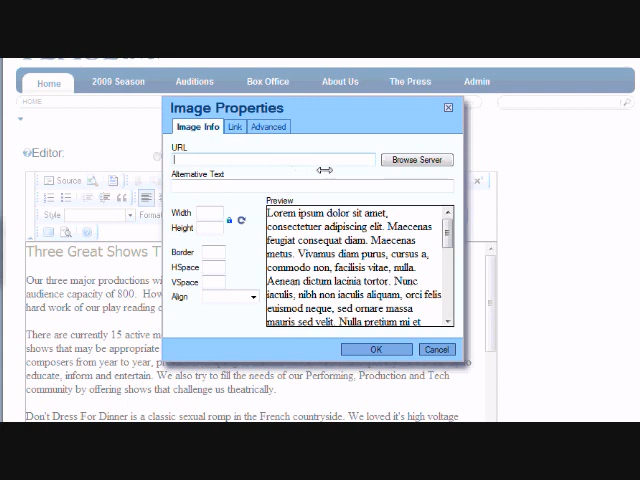 Home 2009 Season Auditions Box Office About Us The Press Admin
HOME
Image Properties
Image Info Link Advanced
Editor:
URL
Browse Server
Alternative Text
Source
Style Format
Width
Height
Border
HSpace
VSpace
Align
Preview
Lorem ipsum dolor sit amet,
consectetuer adipiscing elit. Maecenas
feugiat consequat diam. Maecenas
metus. Vivamus diam purus, cursus a,
commodo non, facilisis vitae, nulla.
Aenean dictum lacinia tortor. Nunc
iaculis, nibh non iaculis aliquam, orci felis
euismod neque, sed ornare massa
mauris sed velit. Nulla pretium mi et
OK Cancel
Three Great Shows T
Our three major productions wi
audience capacity of 800. How
hard work of our play reading c
There are currently 15 active m
shows that may be appropriate
composers from year to year, pr
educate, inform and entertain. We also try to fill the needs of our Performing, Production and Tech
community by offering shows that challenge us theatrically.
Don't Dress For Dinner is a classic sexual romp in the French countryside. We loved it's high voltage